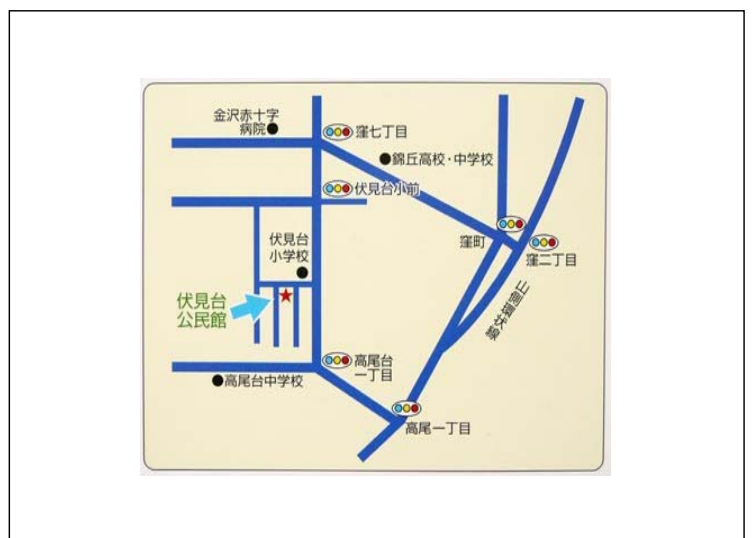 金沢赤十字
病院
窪七丁目
錦丘高校・中学校
伏見台小前
伏見台
小学校
窪町
窪二丁目
山側環状線
伏見台
公民館
高尾台
一丁目
高尾台中学校
高尾一丁目